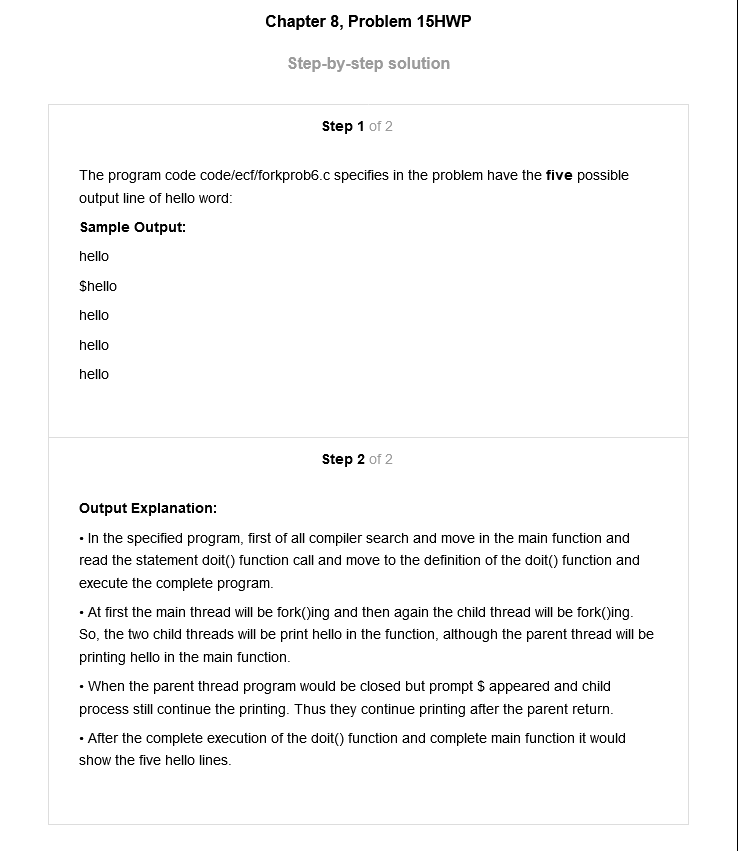 Chapter 8, Problem 15HWP
Step-by-step solution
Step 1 of 2
The program code code/ecf/forkprob6.c specifies in the problem have the five possible
output line of hello word:
Sample Output:
hello
$hello
hello
hello
hello
Step 2 of 2
Output Explanation:
• In the specified program, first of all compiler search and move in the main function and
read the statement doit() function call and move to the definition of the doit() function and
execute the complete program.
• At first the main thread will be fork()ing and then again the child thread will be fork()ing.
So, the two child threads will be print hello in the function, although the parent thread will be
printing hello in the main function.
• When the parent thread program would be closed but prompt $ appeared and child
process still continue the printing. Thus they continue printing after the parent return.
• After the complete execution of the doit() function and complete main function it would
show the five hello lines.